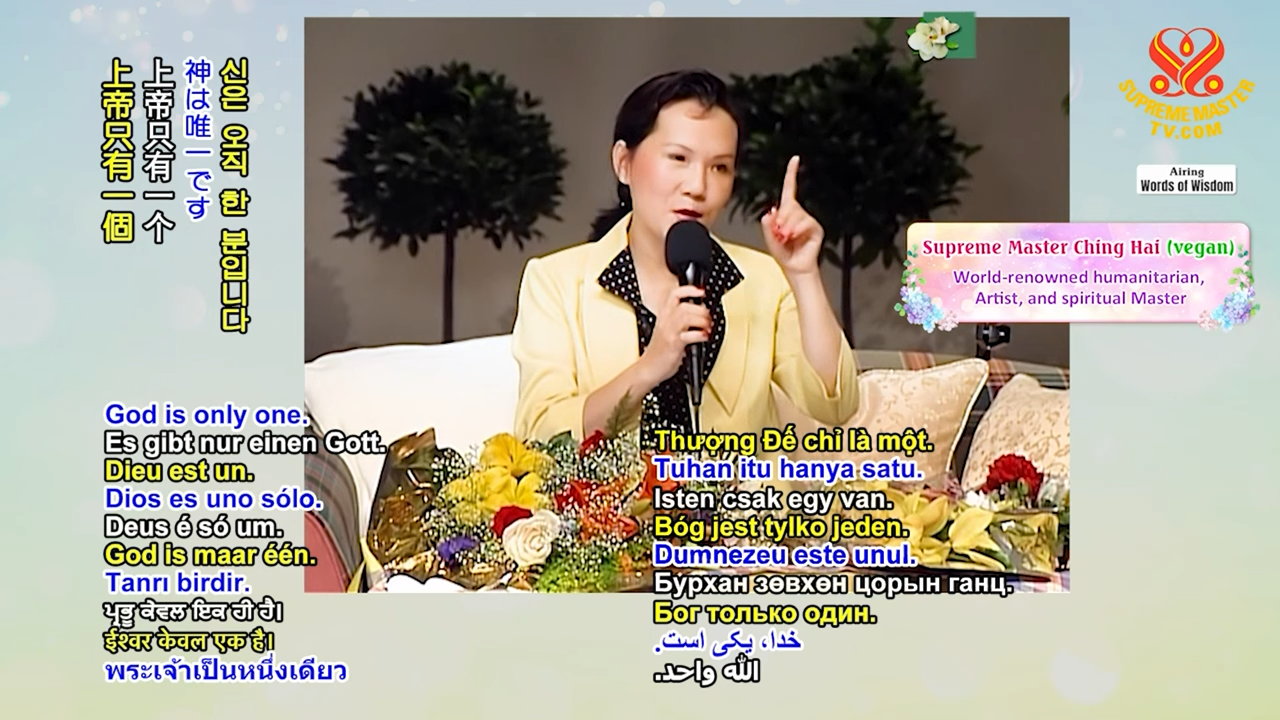 上帝只有一個
上帝只有一个
神は唯一です
신은 오직 한 분입니다
SUPREME MASTER
TV.COM
Airing
Words of Wisdom
Supreme Master Ching Hai (vegan)
World-renowned humanitarian,
Artist, and spiritual Master
God is only one.
Es gibt nur einen Gott.
Dieu est un.
Dios es uno sólo.
Deus é só um.
God is maar één.
Tanrı birdir.
ਪ੍ਰਭੂ ਕੇਵਲ ਇਕ ਹੀ ਹੈ।
ईश्वर केवल एक है।
พระเจ้าเป็นหนึ่งเดียว
Thượng Đế chỉ là một.
Tuhan itu hanya satu.
Isten csak egy van.
Bóg jest tylko jeden.
Dumnezeu este unul.
Бурхан зөвхөн цорын ганц.
Бог только один.
خدا، یکی است.
الله واحد.